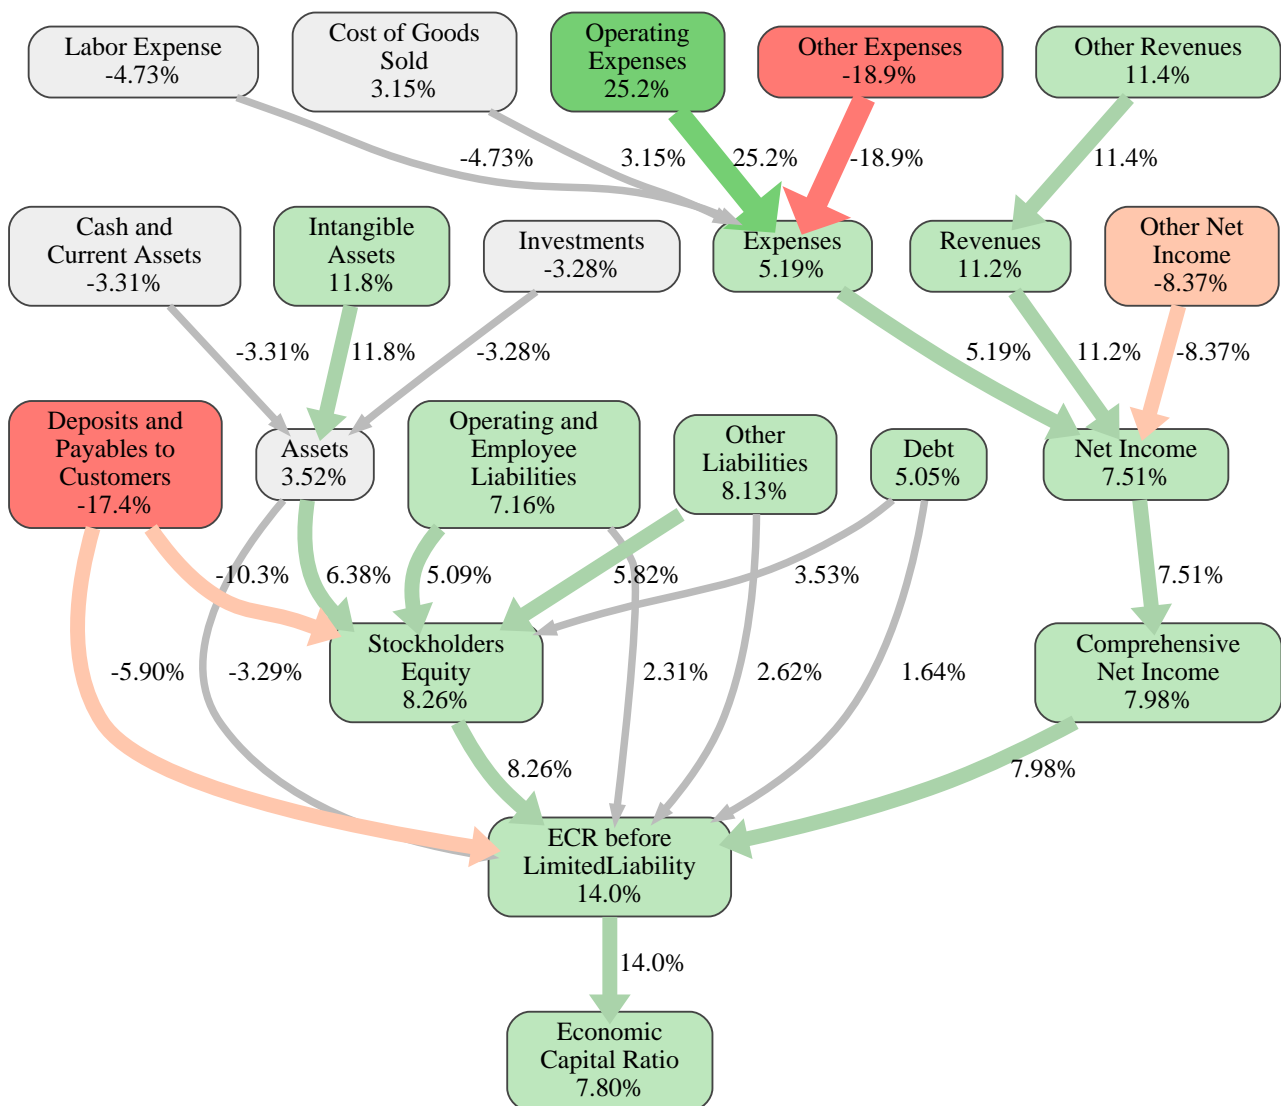 Labor Expense
-4.73%
Cost of Goods
Sold
3.15%
Operating
Expenses
25.2%
Other Expenses
-18.9%
Other Revenues
11.4%
-4.73%
3.15%
25.2%
-18.9%
11.4%
Cash and
Current Assets
-3.31%
Intangible
Assets
11.8%
Investments
-3.28%
Expenses
5.19%
Revenues
11.2%
Other Net
Income
-8.37%
-3.31%
11.8%
-3.28%
5.19%
11.2%
-8.37%
Deposits and
Payables to
Customers
-17.4%
Assets
3.52%
Operating and
Employee
Liabilities
7.16%
Other
Liabilities
8.13%
Debt
5.05%
Net Income
7.51%
-10.3%
6.38%
5.09%
5.82%
3.53%
7.51%
Stockholders
Equity
8.26%
Comprehensive
Net Income
7.98%
-5.90%
-3.29%
2.31%
2.62%
1.64%
8.26%
7.98%
ECR before
LimitedLiability
14.0%
14.0%
Economic
Capital Ratio
7.80%